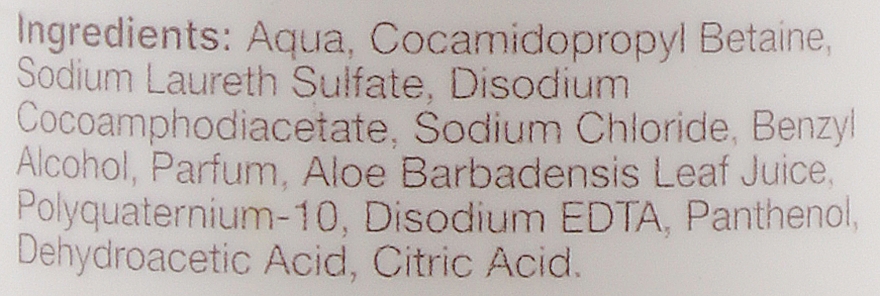 Ingredients: Aqua, Cocamidopropyl Betaine,
Sodium Laureth Sulfate, Disodium
Cocoamphodiacetate, Sodium Chloride, Benzyl
Alcohol, Parfum, Aloe Barbadensis Leaf Juice,
Polyquaternium-10, Disodium EDTA, Panthenol,
Dehydroacetic Acid, Citric Acid.